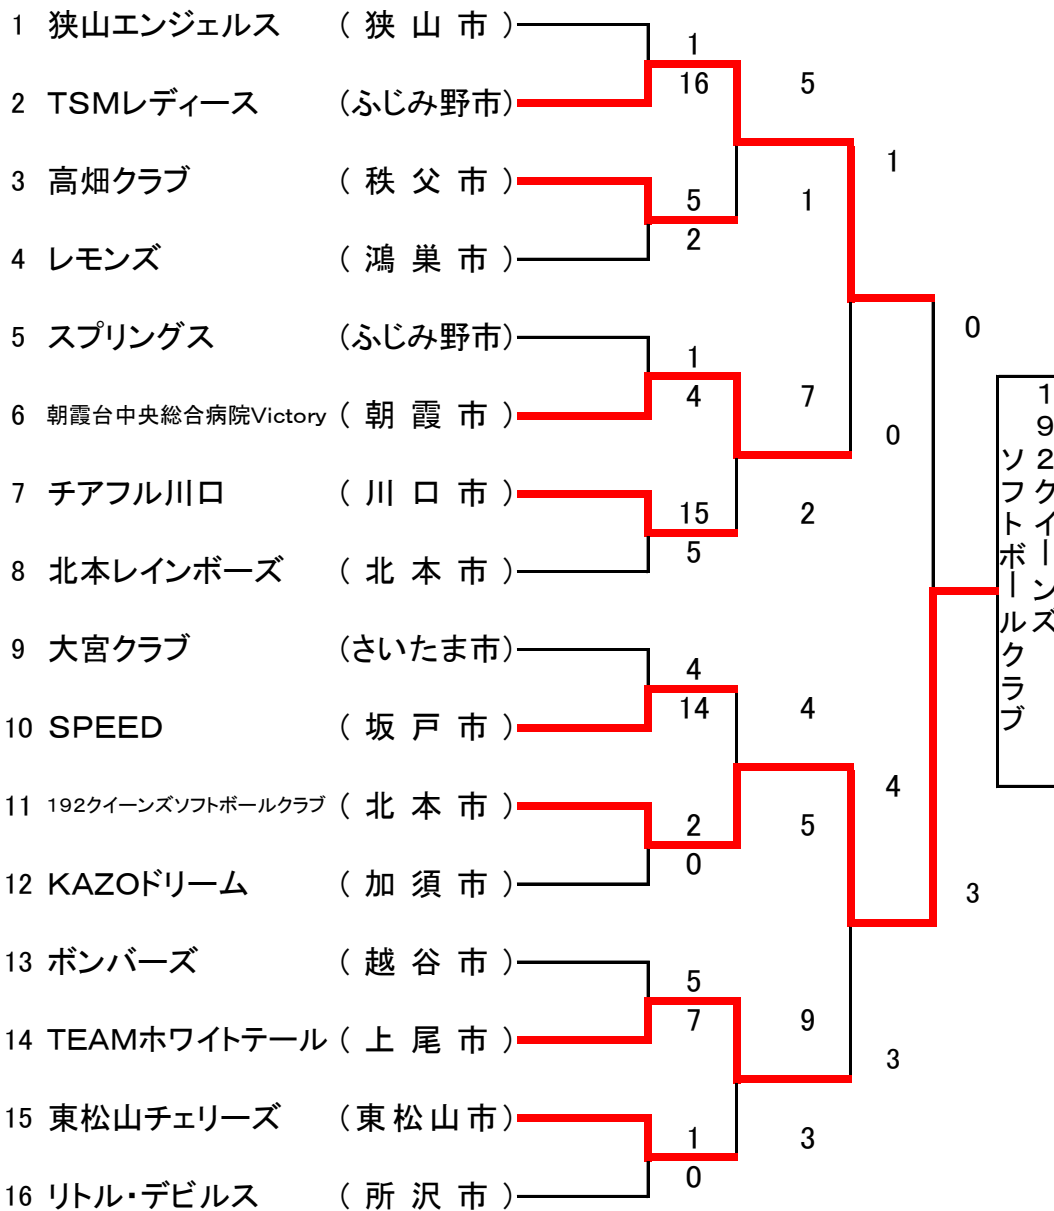 1 狭山エンジェルス （ 狭 山 市 ）
1
16
5
2 TSMレディース （ふじみ野市）
1
3 高畑クラブ （ 秩 父 市 ）
5
1
2
4 レモンズ （ 鴻 巣 市 ）
0
5 スプリングス （ふじみ野市）
1
4
7
6 朝霞台中央総合病院Victory （ 朝 霞 市 ）
0
7 チアフル川口 （ 川 口 市 ）
15
2
5
8 北本レインボーズ （ 北 本 市 ）
192クイーンズ
ソフトボールクラブ
9 大宮クラブ （さいたま市）
4
14
4
10 SPEED （ 坂 戸 市 ）
4
11 192クイーンズソフトボールクラブ （ 北 本 市 ）
2
5
0
12 KAZOドリーム （ 加 須 市 ）
3
13 ボンバーズ （ 越 谷 市 ）
5
7
9
14 TEAMホワイトテール （ 上 尾 市 ）
3
15 東松山チェリーズ （東松山市）
1
3
0
16 リトル・デビルス （ 所 沢 市 ）